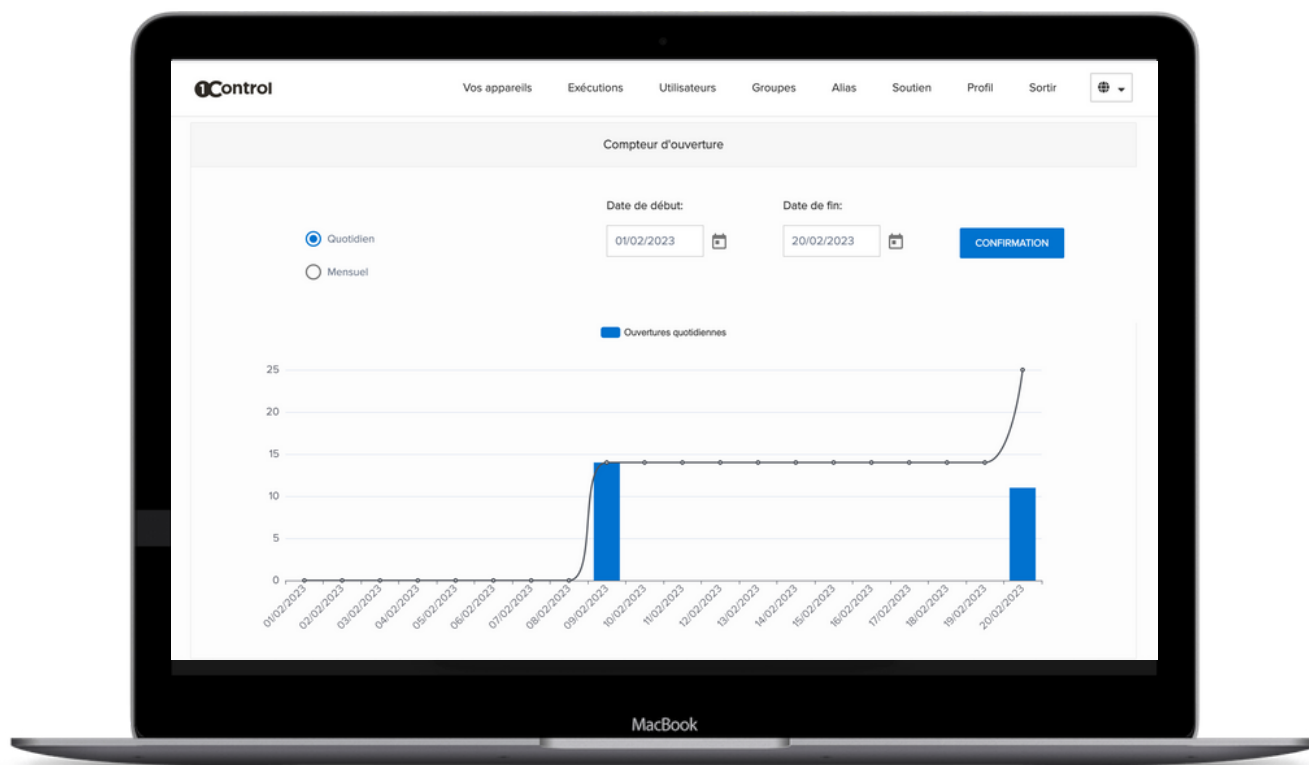 1Control
Vos appareils Exécutions Utilisateurs Groupes Alias Soutien Profil Sortir
Compteur d'ouverture
Date de début: Date de fin:
Quotidien 01/02/2023 20/02/2023 CONFIRMATION
Mensuel
Ouvertures quotidiennes
25
20
15
10
5
0
01/02/2023 02/02/2023 03/02/2023 04/02/2023 05/02/2023 06/02/2023 07/02/2023 08/02/2023 09/02/2023 10/02/2023 11/02/2023 12/02/2023 13/02/2023 14/02/2023 15/02/2023 16/02/2023 17/02/2023 18/02/2023 19/02/2023 20/02/2023
MacBook